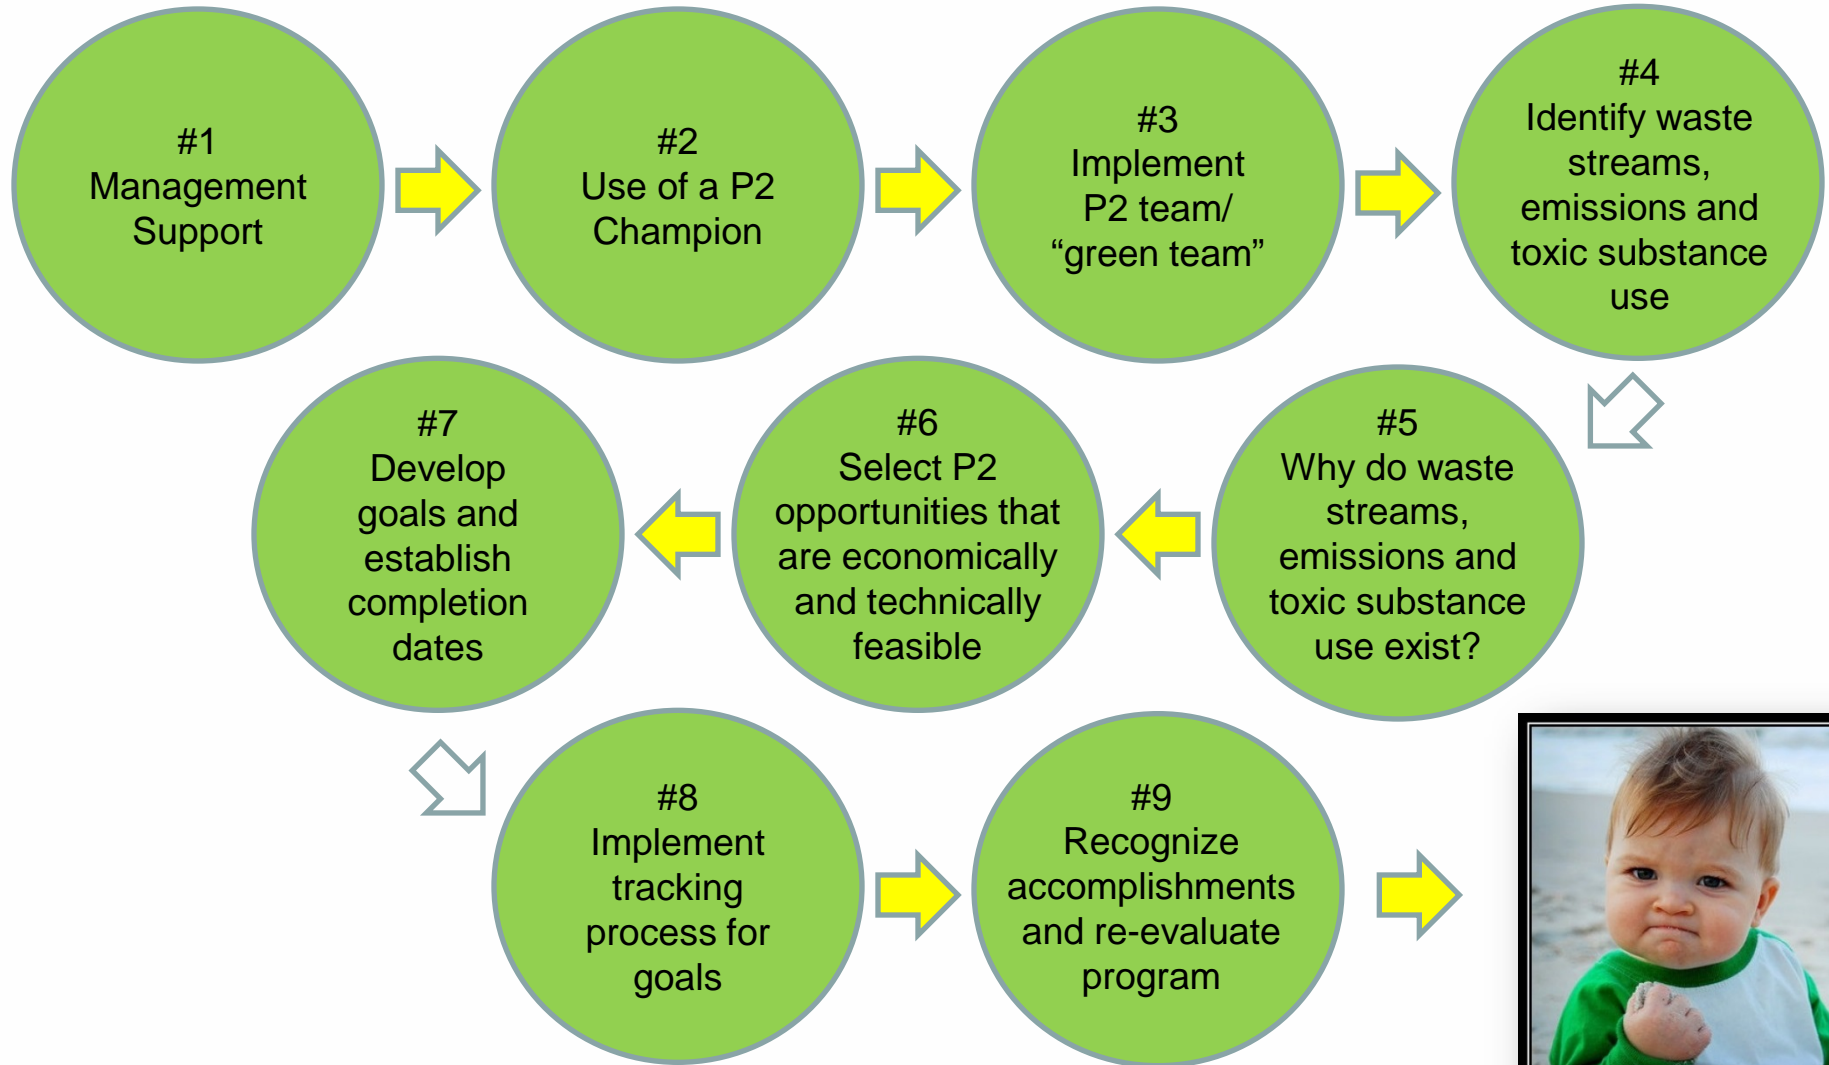 #1
Management
Support
#2
Use of a P2
Champion
#3
Implement
P2 team/
“green team”
#4
Identify waste
streams,
emissions and
toxic substance
use
#5
Why do waste
streams,
emissions and
toxic substance
use exist?
#6
Select P2
opportunities that
are economically
and technically
feasible
#7
Develop
goals and
establish
completion
dates
#8
Implement
tracking
process for
goals
#9
Recognize
accomplishments
and re-evaluate
program